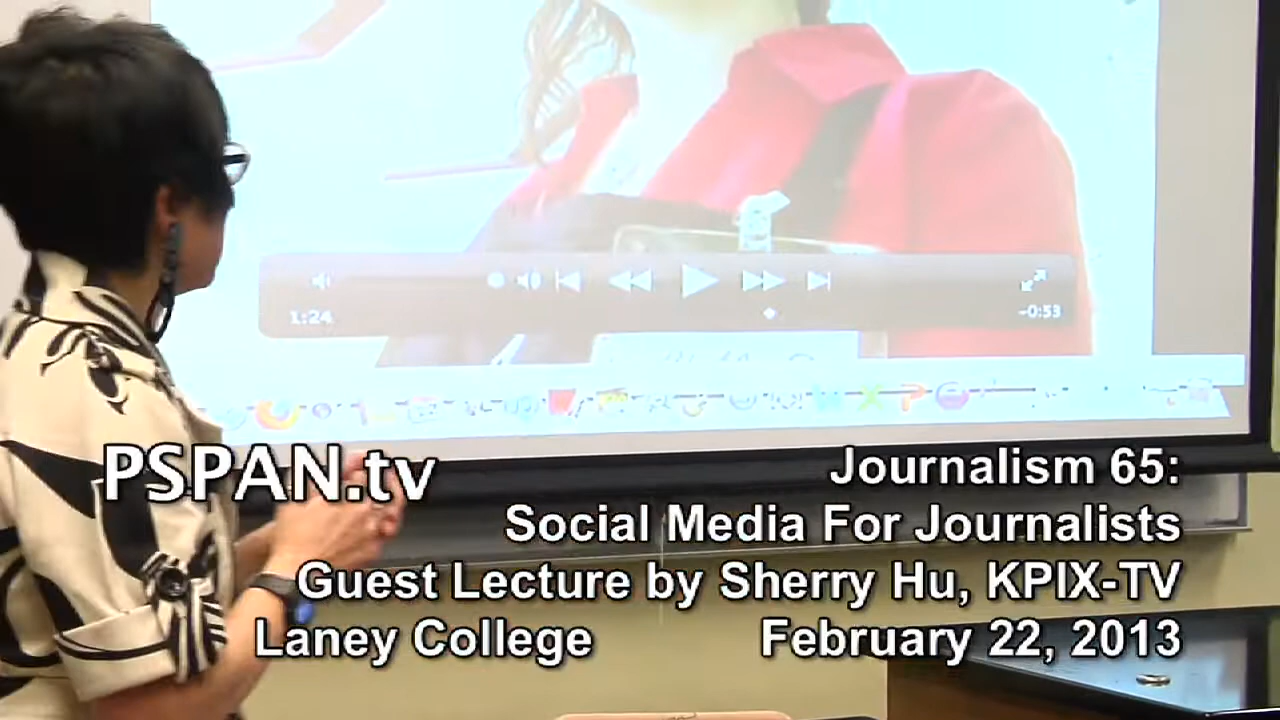 1:24
-0:53
PSPAN.tv
Journalism 65:
Social Media For Journalists
Guest Lecture by Sherry Hu, KPIX-TV
Laney College
February 22, 2013